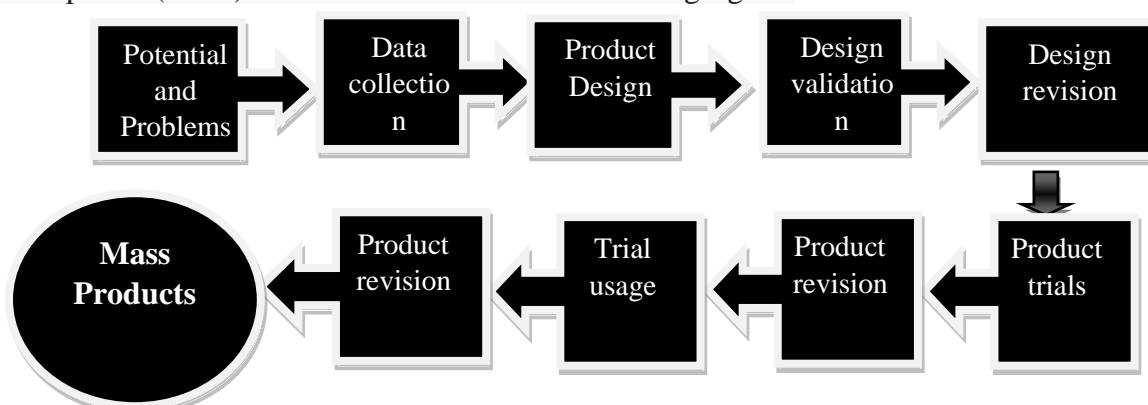 Potential
and
Problems
Data
collectio
n
Product
Design
Design
validatio
n
Design
revision
Mass
Products
Product
revision
Trial
usage
Product
revision
Product
trials